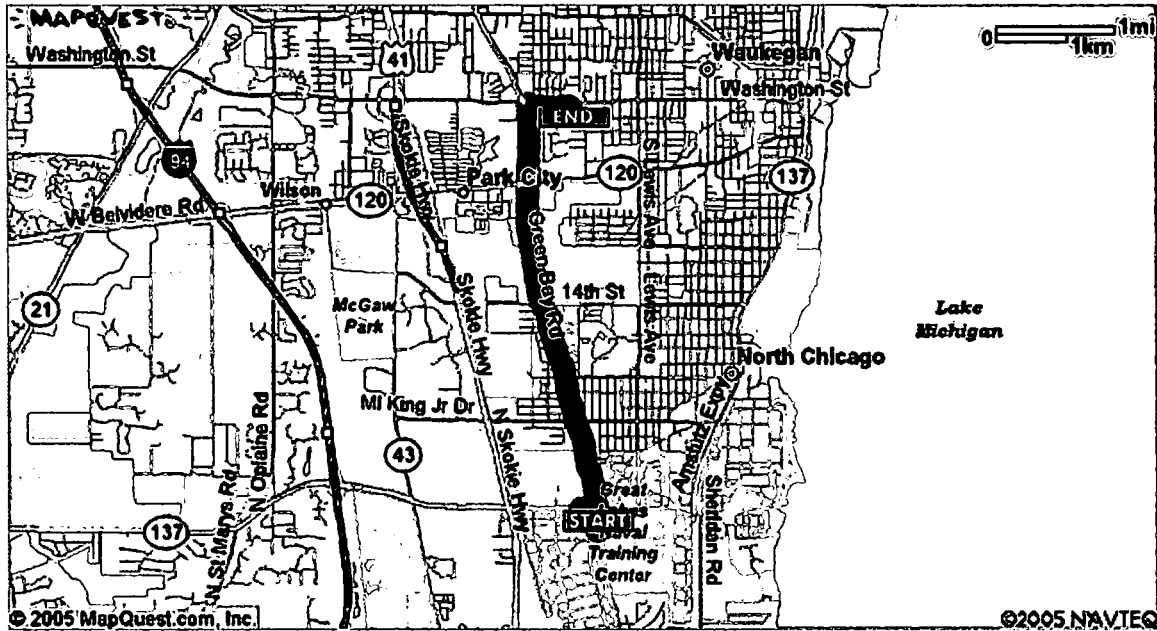 MAPQUEST
Washington St
41
0
1mi
1km
Waukegan
Washington St
END
94
Skokie Hwy
Park City
120
S Lewis Ave
137
Wilson
120
W Belvidere Rd
Green Bay Rd
21
McGaw
Park
Skokie Hwy
14th St
Lewis Ave
Lake
Michigan
North Chicago
N Oplaine Rd
Ml King Jr Dr
N Skokie Hwy
43
Amstutz Expy
Sheridan Rd
137
N St Marys Rd
START
Great
Naval
Training
Center
© 2005 MapQuest.com, Inc.
©2005 NAVTEQ